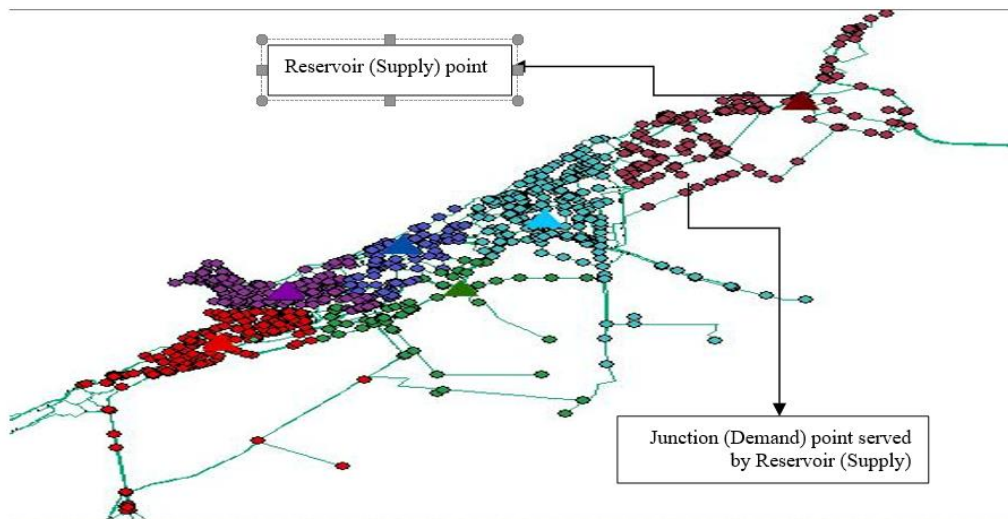 Reservoir (Supply) point
Junction (Demand) point served
by Reservoir (Supply)